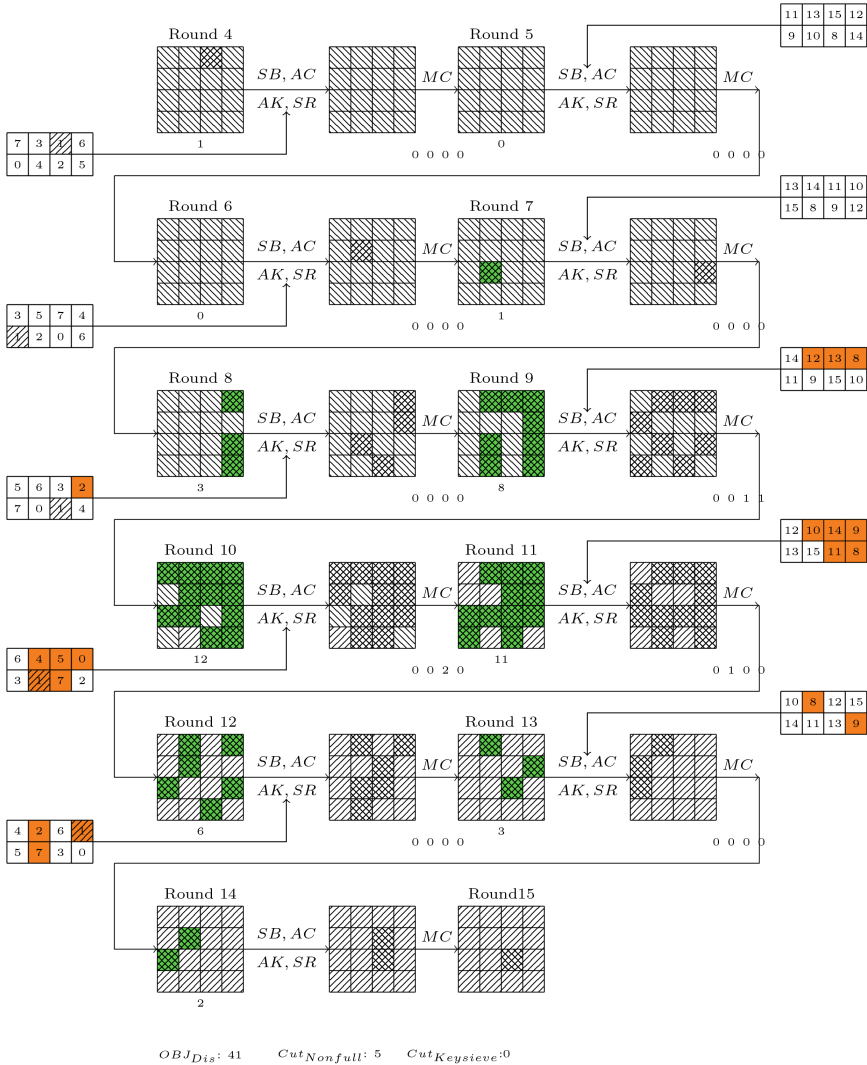 11 13 15 12
Round 4
Round 5
9 10 8 14
SB, AC
MC
SB, AC
MC
AK, SR
AK, SR
7 3 1 6
1
0
0 4 2 5
0 0 0 0
0 0 0 0
13 14 11 10
Round 6
Round 7
15 8 9 12
SB, AC
MC
SB, AC
MC
AK, SR
AK, SR
3 5 7 4
0
1
1 2 0 6
0 0 0 0
0 0 0 0
14 12 13 8
Round 8
Round 9
11 9 15 10
SB, AC
MC
SB, AC
MC
AK, SR
AK, SR
5 6 3 2
3
8
7 0 1 4
0 0 0 0
0 0 1 1
12 10 14 9
Round 10
Round 11
13 15 11 8
SB, AC
MC
SB, AC
MC
AK, SR
AK, SR
6 4 5 0
12
11
3 1 7 2
0 0 2 0
0 1 0 0
10 8 12 15
Round 12
Round 13
14 11 13 9
SB, AC
MC
SB, AC
MC
AK, SR
AK, SR
4 2 6 1
6
3
5 7 3 0
0 0 0 0
0 0 0 0
Round 14
Round15
SB, AC
MC
AK, SR
2
OBJ_Dis: 41 Cut_Nonfull: 5 Cut_Keysieve:0